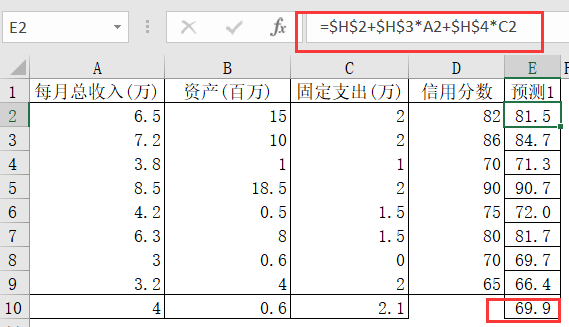 E2 fx =$H$2+$H$3*A2+$H$4*C2
A B C D E F
1 每月总收入(万) 资产(百万) 固定支出(万) 信用分数 预测1
2 6.5 15 2 82 81.5
3 7.2 10 2 86 84.7
4 3.8 1 1 70 71.3
5 8.5 18.5 2 90 90.7
6 4.2 0.5 1.5 75 72.0
7 6.3 8 1.5 80 81.7
8 3 0.6 0 70 69.7
9 3.2 4 2 65 66.4
10 4 0.6 2.1 69.9